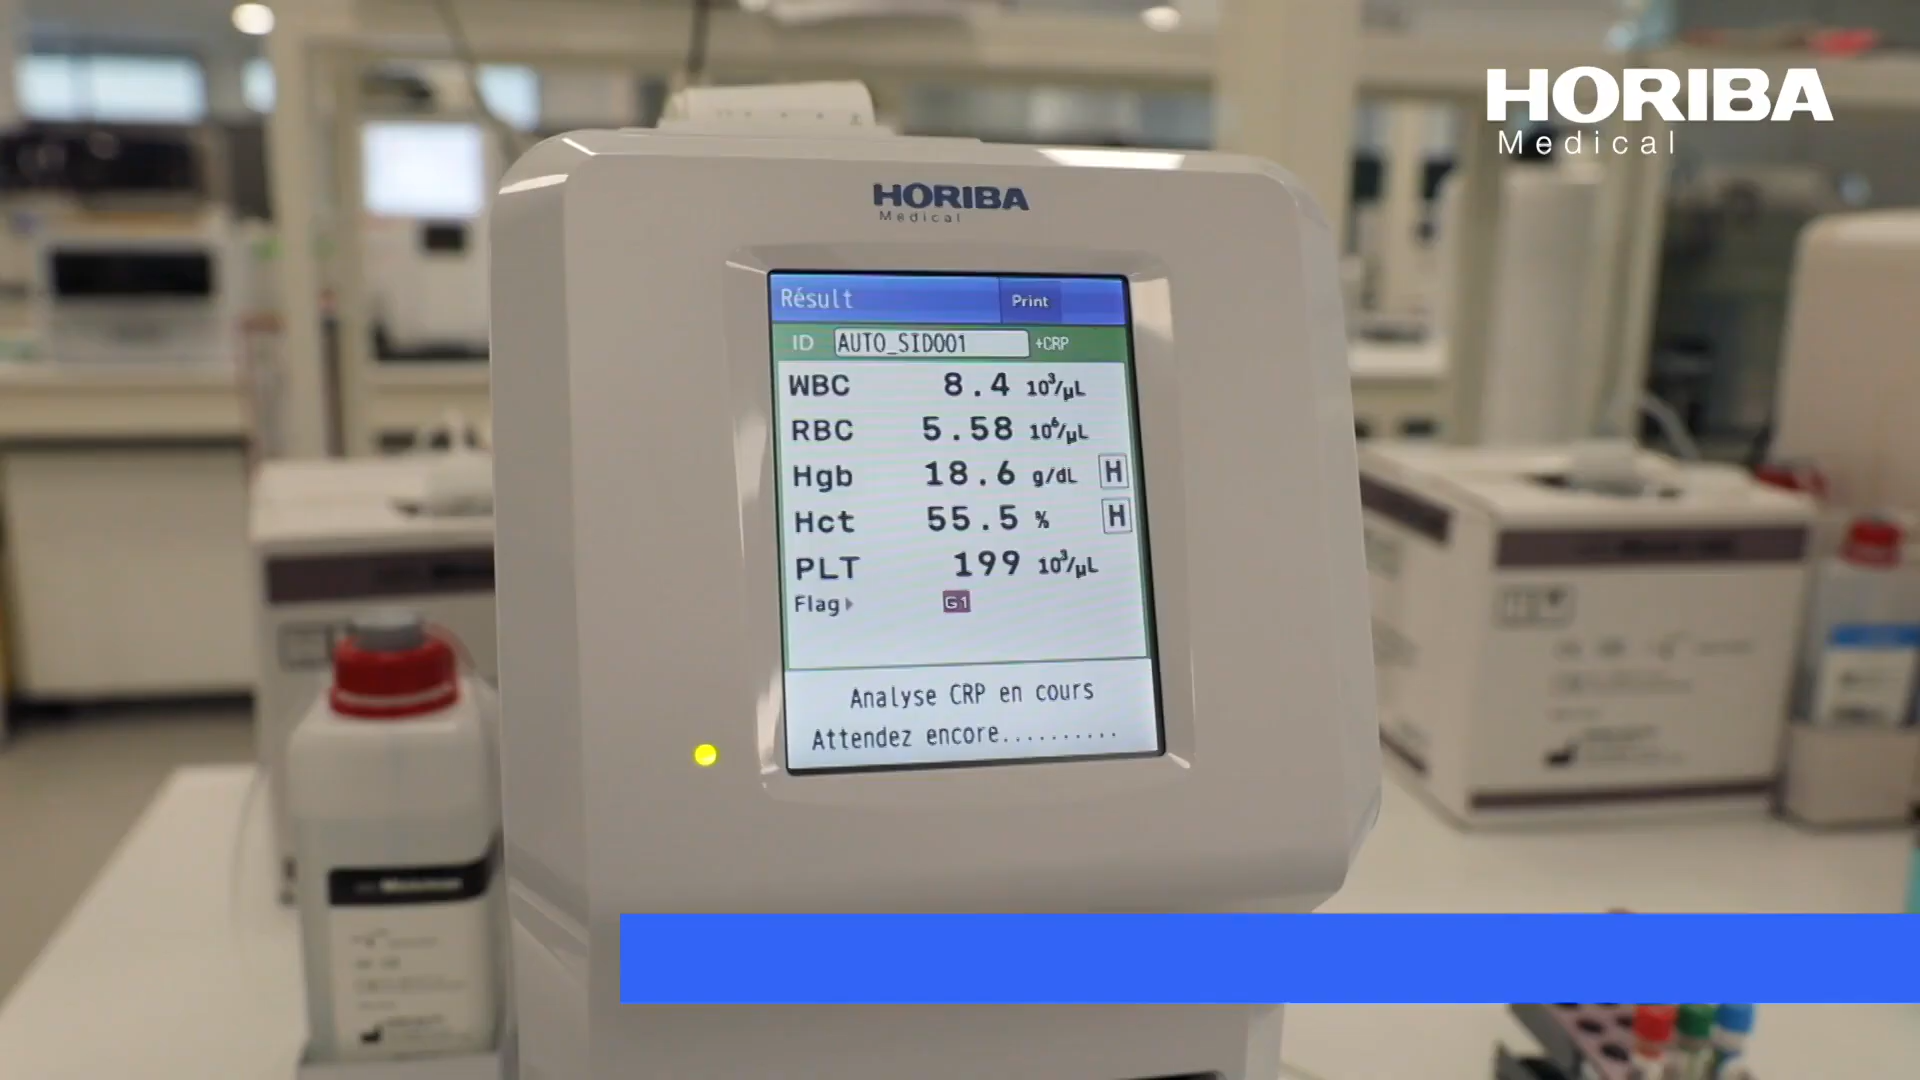 HORIBA
Medical
HORIBA
Medical
Résult Print
ID AUTO_SID001 +CRP
WBC 8.4 10³/µL
RBC 5.58 10⁶/µL
Hgb 18.6 g/dL H
Hct 55.5 % H
PLT 199 10³/µL
Flag G1
Analyse CRP en cours
Attendez encore..........